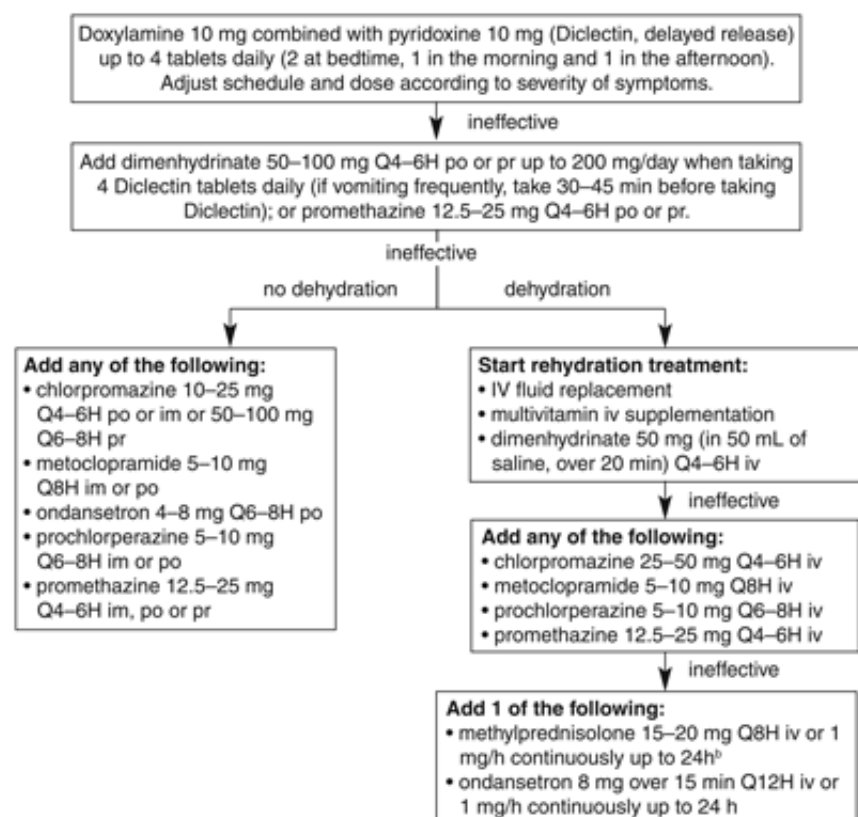 Doxylamine 10 mg combined with pyridoxine 10 mg (Diclectin, delayed release)
up to 4 tablets daily (2 at bedtime, 1 in the morning and 1 in the afternoon).
Adjust schedule and dose according to severity of symptoms.
ineffective
Add dimenhydrinate 50–100 mg Q4–6H po or pr up to 200 mg/day when taking
4 Diclectin tablets daily (if vomiting frequently, take 30–45 min before taking
Diclectin); or promethazine 12.5–25 mg Q4–6H po or pr.
ineffective
no dehydration
dehydration
Add any of the following:
• chlorpromazine 10–25 mg
Q4–6H po or im or 50–100 mg
Q6–8H pr
• metoclopramide 5–10 mg
Q8H im or po
• ondansetron 4–8 mg Q6–8H po
• prochlorperazine 5–10 mg
Q6–8H im or po
• promethazine 12.5–25 mg
Q4–6H im, po or pr
Start rehydration treatment:
• IV fluid replacement
• multivitamin iv supplementation
• dimenhydrinate 50 mg (in 50 mL of
saline, over 20 min) Q4–6H iv
ineffective
Add any of the following:
• chlorpromazine 25–50 mg Q4–6H iv
• metoclopramide 5–10 mg Q8H iv
• prochlorperazine 5–10 mg Q6–8H iv
• promethazine 12.5–25 mg Q4–6H iv
ineffective
Add 1 of the following:
• methylprednisolone 15–20 mg Q8H iv or 1
mg/h continuously up to 24hᵇ
• ondansetron 8 mg over 15 min Q12H iv or
1 mg/h continuously up to 24 h